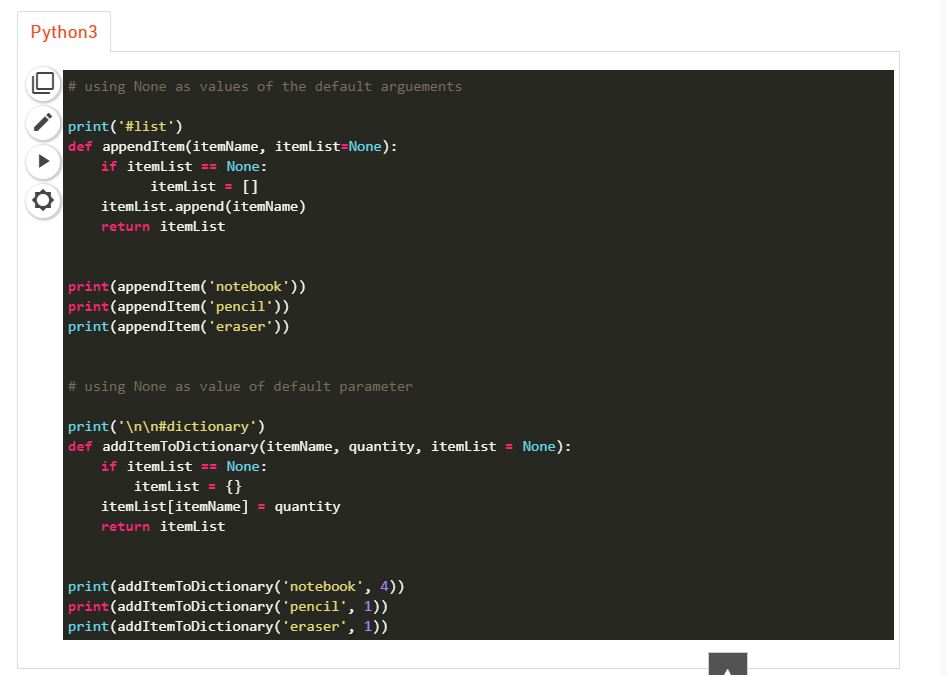 Python3
# using None as values of the default arguements
print('#list')
def appendItem(itemName, itemList=None):
    if itemList == None:
          itemList = []
    itemList.append(itemName)
    return itemList
print(appendItem('notebook'))
print(appendItem('pencil'))
print(appendItem('eraser'))
# using None as value of default parameter
print('\n\n#dictionary')
def addItemToDictionary(itemName, quantity, itemList = None):
    if itemList == None:
        itemList = {}
    itemList[itemName] = quantity
    return itemList
print(addItemToDictionary('notebook', 4))
print(addItemToDictionary('pencil', 1))
print(addItemToDictionary('eraser', 1))